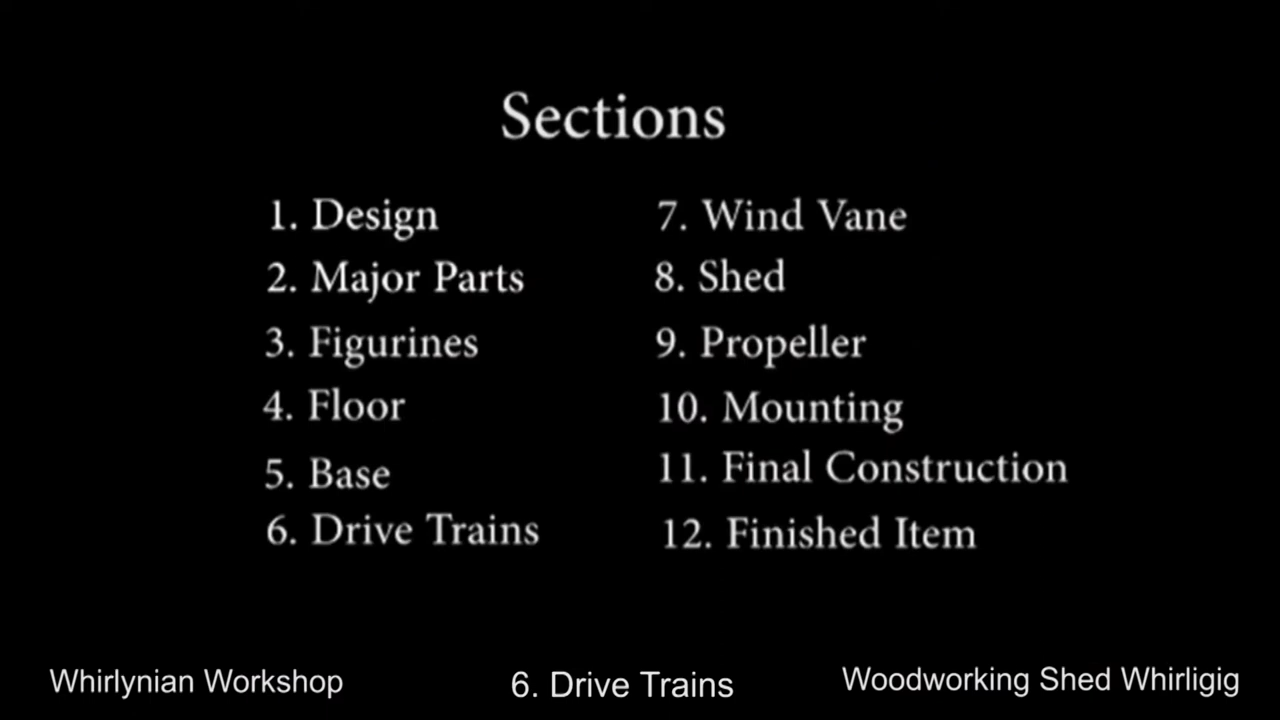 Sections
1. Design
2. Major Parts
3. Figurines
4. Floor
5. Base
6. Drive Trains
7. Wind Vane
8. Shed
9. Propeller
10. Mounting
11. Final Construction
12. Finished Item
Whirlynian Workshop
6. Drive Trains
Woodworking Shed Whirligig